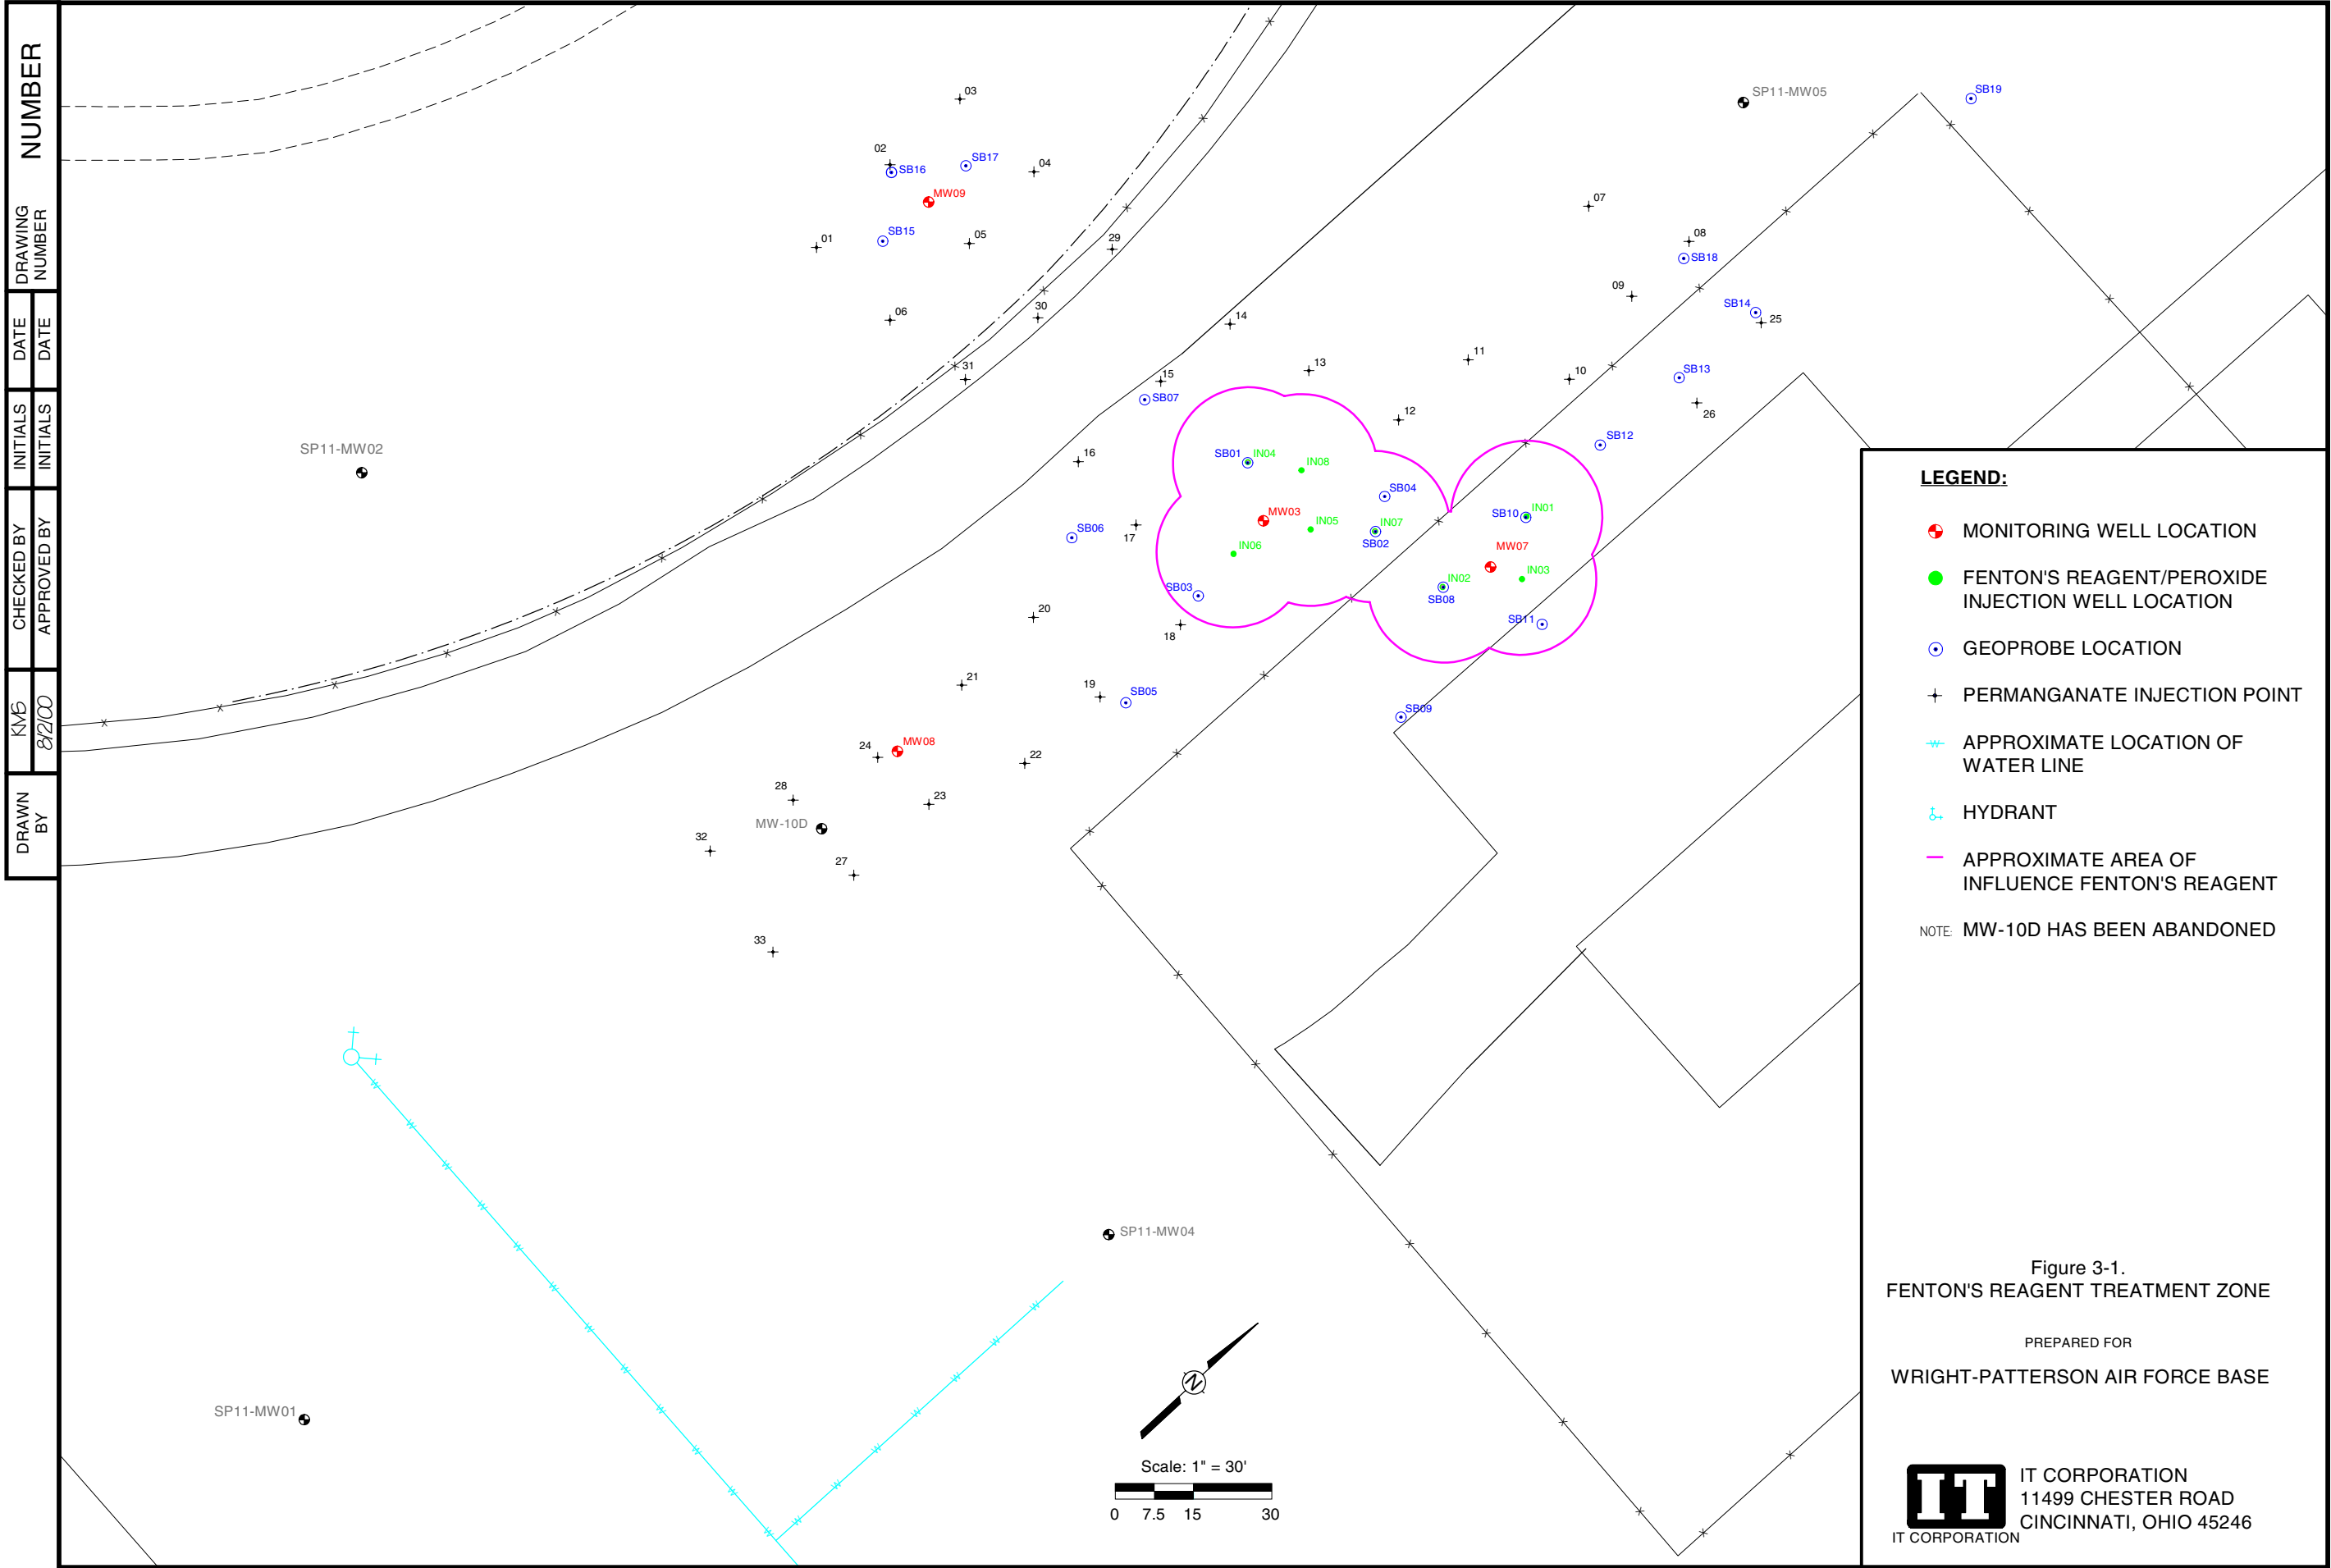 NUMBER
DRAWING
NUMBER
DATE
DATE
INITIALS
INITIALS
CHECKED BY
APPROVED BY
KMS
8/2/00
DRAWN
BY
03
SP11-MW05
SB19
02
SB16
SB17
04
MW09
07
01
SB15
05
29
08
SB18
09
SB14
25
06
30
14
31
15
13
11
10
SB13
26
SB07
12
SP11-MW02
16
SB01
IN04
IN08
SB12
SB04
MW03
IN05
IN07
SB02
SB10
IN01
SB06
17
IN06
MW07
IN02
SB08
IN03
SB03
20
18
SB11
21
19
SB05
SB09
24
MW08
22
28
23
MW-10D
32
27
33
SP11-MW04
SP11-MW01
N
Scale: 1" = 30'
0 7.5 15 30
LEGEND:
MONITORING WELL LOCATION
FENTON'S REAGENT/PEROXIDE
INJECTION WELL LOCATION
GEOPROBE LOCATION
PERMANGANATE INJECTION POINT
W APPROXIMATE LOCATION OF
WATER LINE
HYDRANT
APPROXIMATE AREA OF
INFLUENCE FENTON'S REAGENT
NOTE: MW-10D HAS BEEN ABANDONED
Figure 3-1.
FENTON'S REAGENT TREATMENT ZONE
PREPARED FOR
WRIGHT-PATTERSON AIR FORCE BASE
IT
IT CORPORATION
IT CORPORATION
11499 CHESTER ROAD
CINCINNATI, OHIO 45246